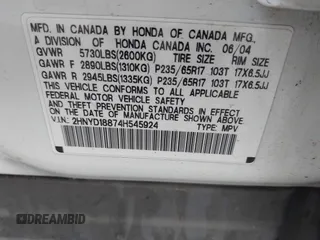 MFD. IN CANADA BY HONDA OF CANADA MFG.,
A DIVISION OF HONDA CANADA INC. 06/04
GVWR 5730LBS(2600KG) TIRE SIZE RIM SIZE
GAWR F 2890LBS(1310KG) P235/65R17 103T 17X6.5JJ
GAWR R 2945LBS(1335KG) P235/65R17 103T 17X6.5JJ
THIS VEHICLE CONFORMS TO ALL APPLICABLE
FEDERAL MOTOR VEHICLE SAFETY STANDARDS IN EFFECT
ON THE DATE OF MANUFACTURE SHOWN ABOVE.
V.I.N.: 2HNYD18874H545924 TYPE: MPV
DREAMBID